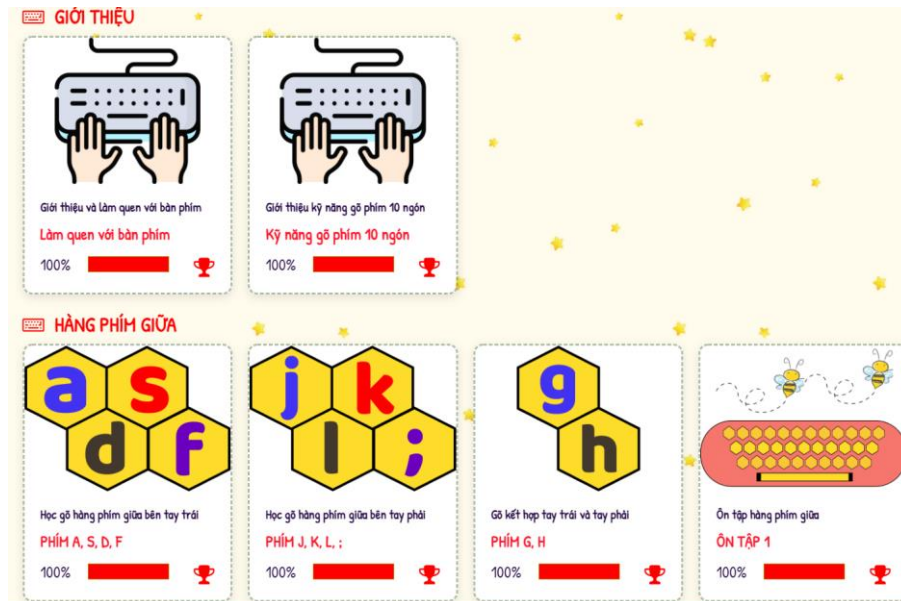 GIỚI THIỆU
Giới thiệu và làm quen với bàn phím
Làm quen với bàn phím
100%
Giới thiệu kỹ năng gõ phím 10 ngón
Kỹ năng gõ phím 10 ngón
100%
HÀNG PHÍM GIỮA
a s
d f
Học gõ hàng phím giữa bên tay trái
PHÍM A, S, D, F
100%
j k
l ;
Học gõ hàng phím giữa bên tay phải
PHÍM J, K, L, ;
100%
g
h
Gõ kết hợp tay trái và tay phải
PHÍM G, H
100%
Ôn tập hàng phím giữa
ÔN TẬP 1
100%